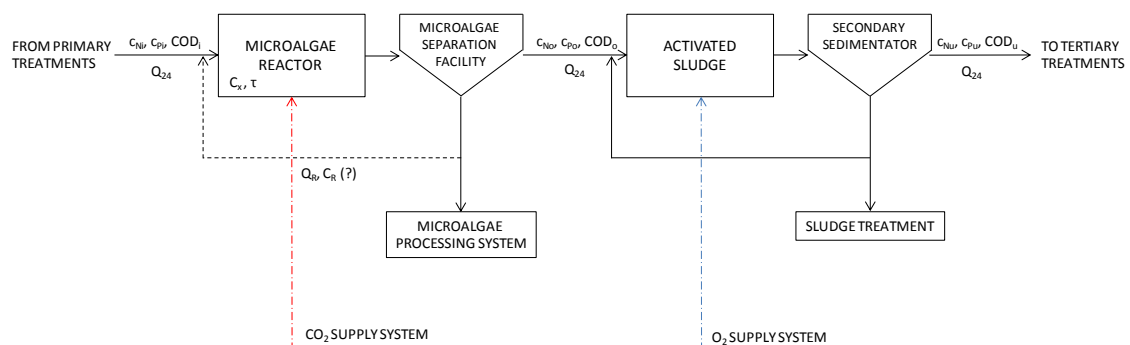 FROM PRIMARY
TREATMENTS
c_Ni, c_Pi, COD_i
Q_24
MICROALGAE
REACTOR
C_x, τ
MICROALGAE
SEPARATION
FACILITY
c_No, c_Po, COD_o
Q_24
ACTIVATED
SLUDGE
SECONDARY
SEDIMENTATOR
c_Nu, c_Pu, COD_u
Q_24
TO TERTIARY
TREATMENTS
Q_R, C_R (?)
MICROALGAE
PROCESSING SYSTEM
SLUDGE TREATMENT
CO_2 SUPPLY SYSTEM
O_2 SUPPLY SYSTEM